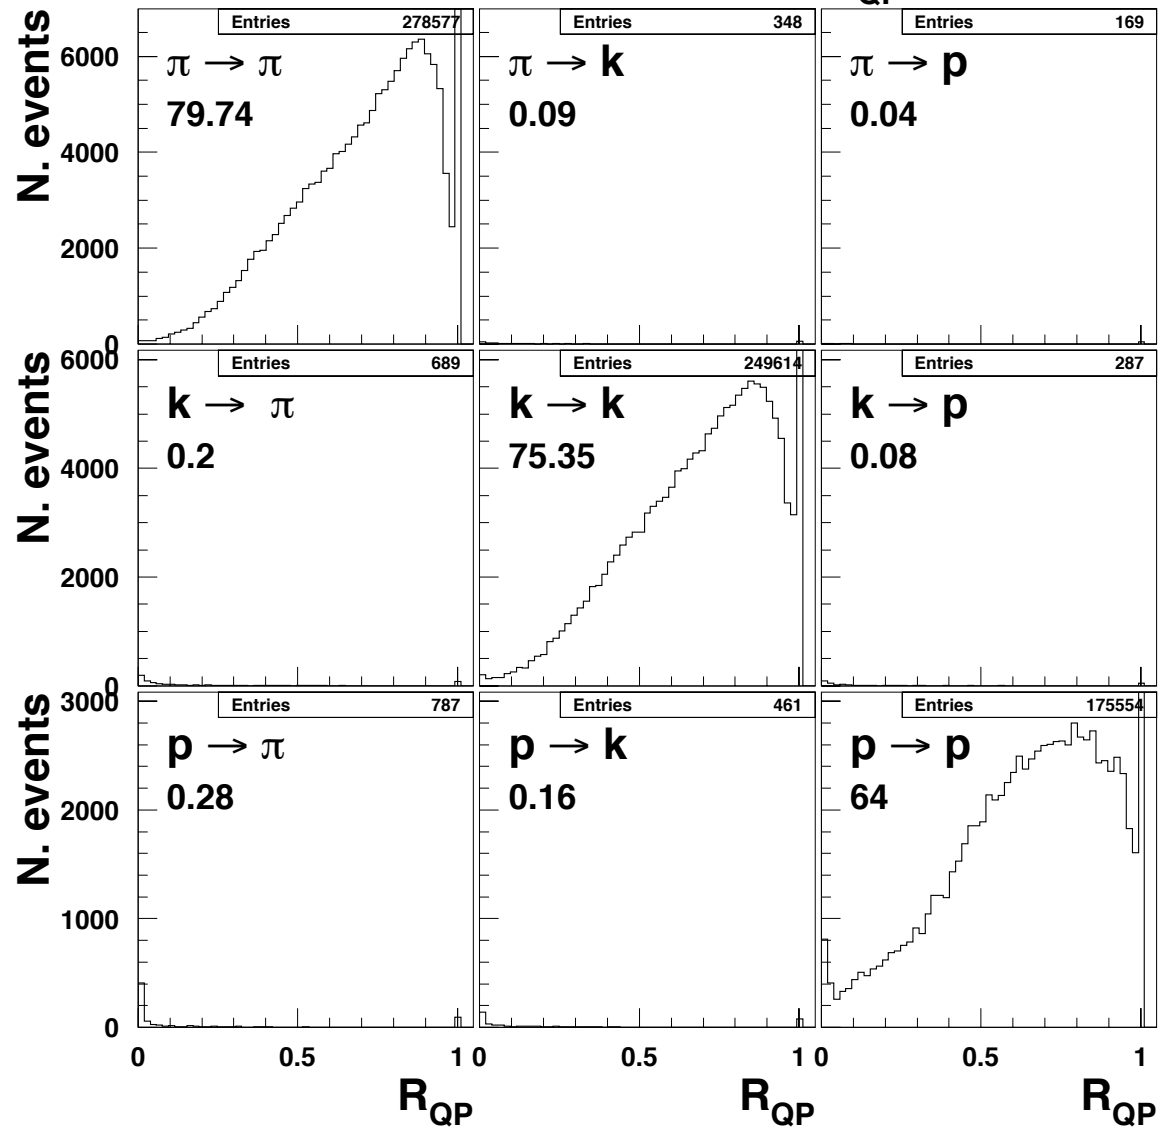 QP
Entries 278577
Entries 348
Entries 169
N. events
6000
4000
2000
0
π → π
79.74
π → k
0.09
π → p
0.04
Entries 689
Entries 249614
Entries 287
N. events
6000
4000
2000
0
k → π
0.2
k → k
75.35
k → p
0.08
Entries 787
Entries 461
Entries 175554
N. events
3000
2000
1000
0
p → π
0.28
p → k
0.16
p → p
64
0 0.5 1 0 0.5 1 0 0.5 1
R_QP R_QP R_QP